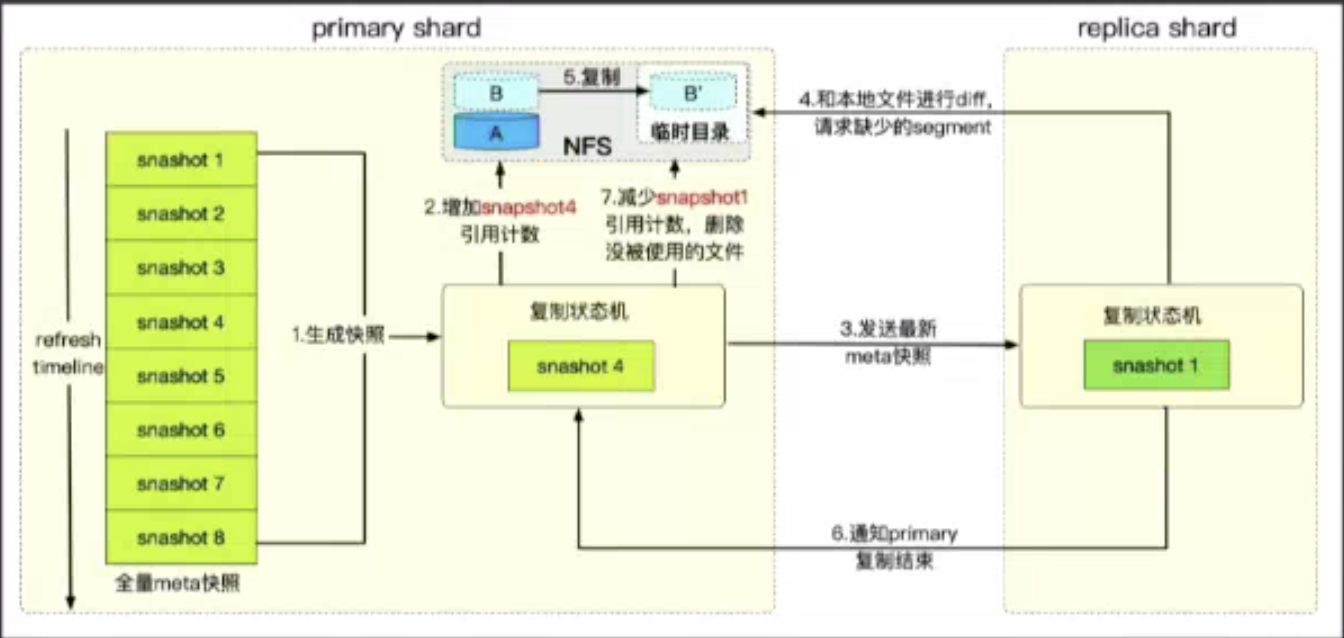 primary shard
replica shard
B
5.复制
B'
A
临时目录
NFS
4.和本地文件进行diff，
请求缺少的segment
snashot 1
snashot 2
snashot 3
snashot 4
snashot 5
snashot 6
snashot 7
snashot 8
全量meta快照
refresh
timeline
1.生成快照
2.增加snapshot4
引用计数
7.减少snapshot1
引用计数，删除
没被使用的文件
复制状态机
snashot 4
3.发送最新
meta快照
复制状态机
snashot 1
6.通知primary
复制结束